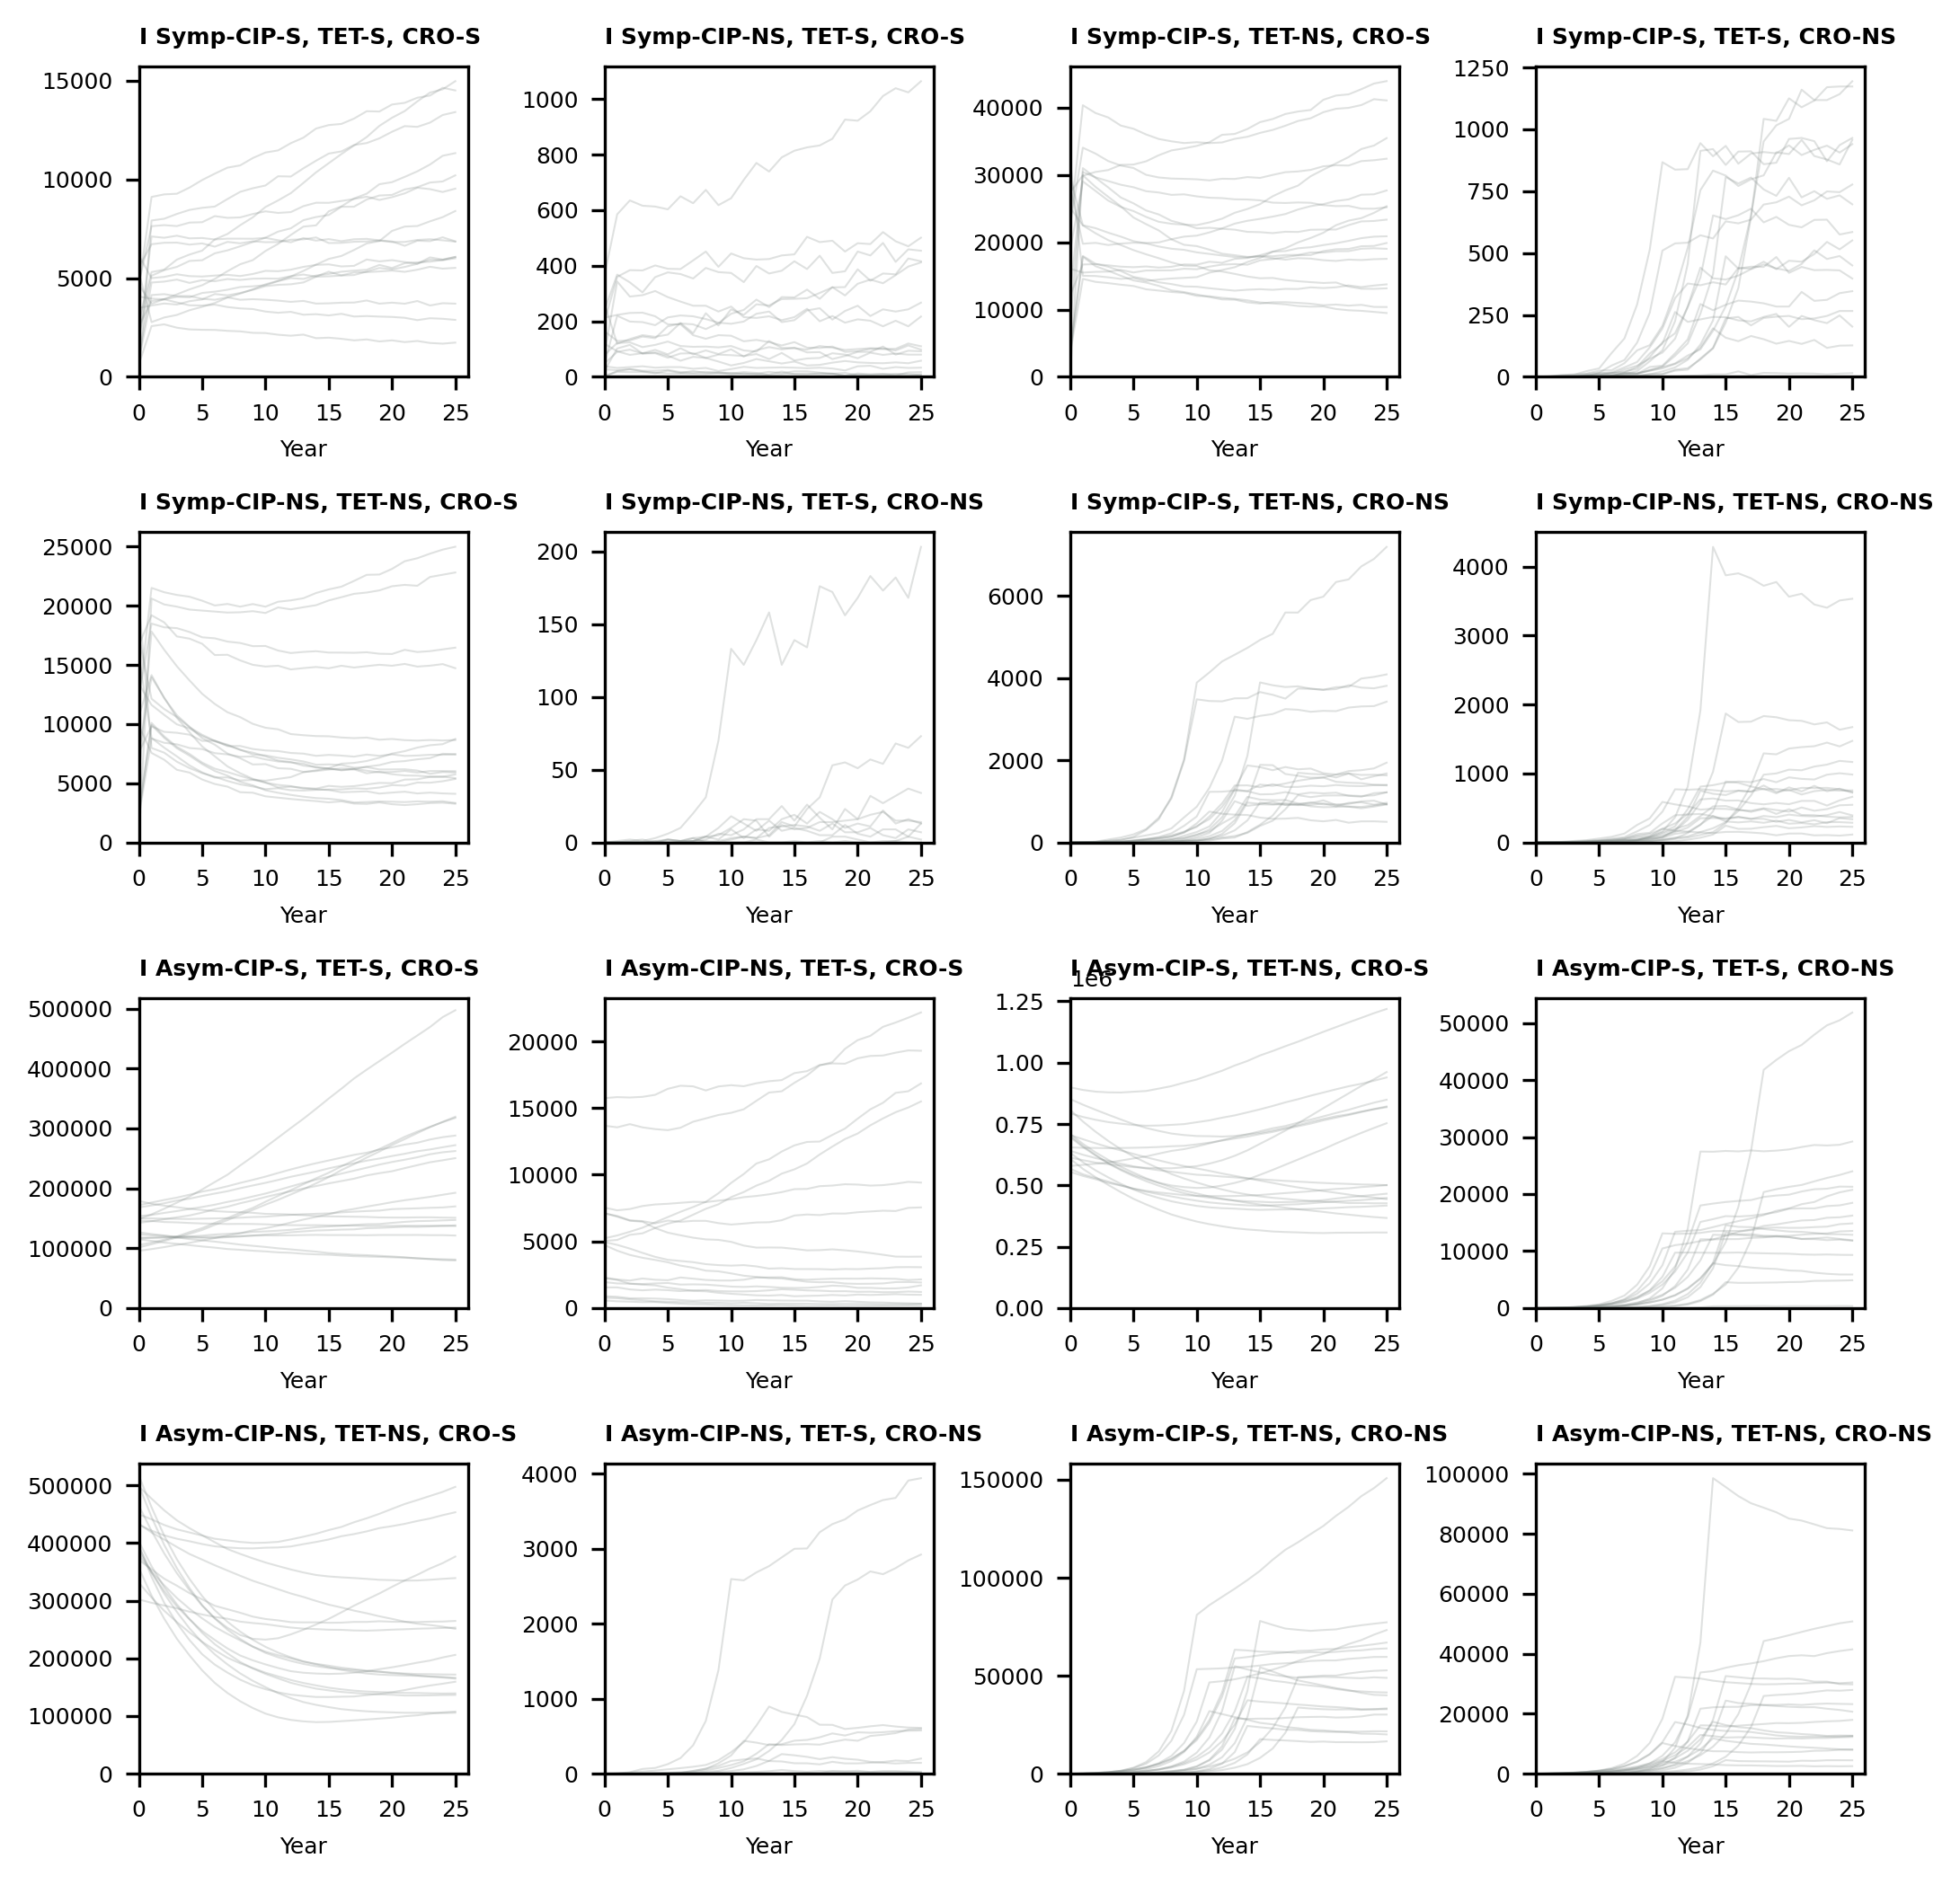 I Symp-CIP-S, TET-S, CRO-S
15000
10000
5000
0
0 5 10 15 20 25
Year
I Symp-CIP-NS, TET-S, CRO-S
1000
800
600
400
200
0
0 5 10 15 20 25
Year
I Symp-CIP-S, TET-NS, CRO-S
40000
30000
20000
10000
0
0 5 10 15 20 25
Year
I Symp-CIP-S, TET-S, CRO-NS
1250
1000
750
500
250
0
0 5 10 15 20 25
Year
I Symp-CIP-NS, TET-NS, CRO-S
25000
20000
15000
10000
5000
0
0 5 10 15 20 25
Year
I Symp-CIP-NS, TET-S, CRO-NS
200
150
100
50
0
0 5 10 15 20 25
Year
I Symp-CIP-S, TET-NS, CRO-NS
6000
4000
2000
0
0 5 10 15 20 25
Year
I Symp-CIP-NS, TET-NS, CRO-NS
4000
3000
2000
1000
0
0 5 10 15 20 25
Year
I Asym-CIP-S, TET-S, CRO-S
500000
400000
300000
200000
100000
0
0 5 10 15 20 25
Year
I Asym-CIP-NS, TET-S, CRO-S
20000
15000
10000
5000
0
0 5 10 15 20 25
Year
I Asym-CIP-S, TET-NS, CRO-S
1e6
1.25
1.00
0.75
0.50
0.25
0.00
0 5 10 15 20 25
Year
I Asym-CIP-S, TET-S, CRO-NS
50000
40000
30000
20000
10000
0
0 5 10 15 20 25
Year
I Asym-CIP-NS, TET-NS, CRO-S
500000
400000
300000
200000
100000
0
0 5 10 15 20 25
Year
I Asym-CIP-NS, TET-S, CRO-NS
4000
3000
2000
1000
0
0 5 10 15 20 25
Year
I Asym-CIP-S, TET-NS, CRO-NS
150000
100000
50000
0
0 5 10 15 20 25
Year
I Asym-CIP-NS, TET-NS, CRO-NS
100000
80000
60000
40000
20000
0
0 5 10 15 20 25
Year